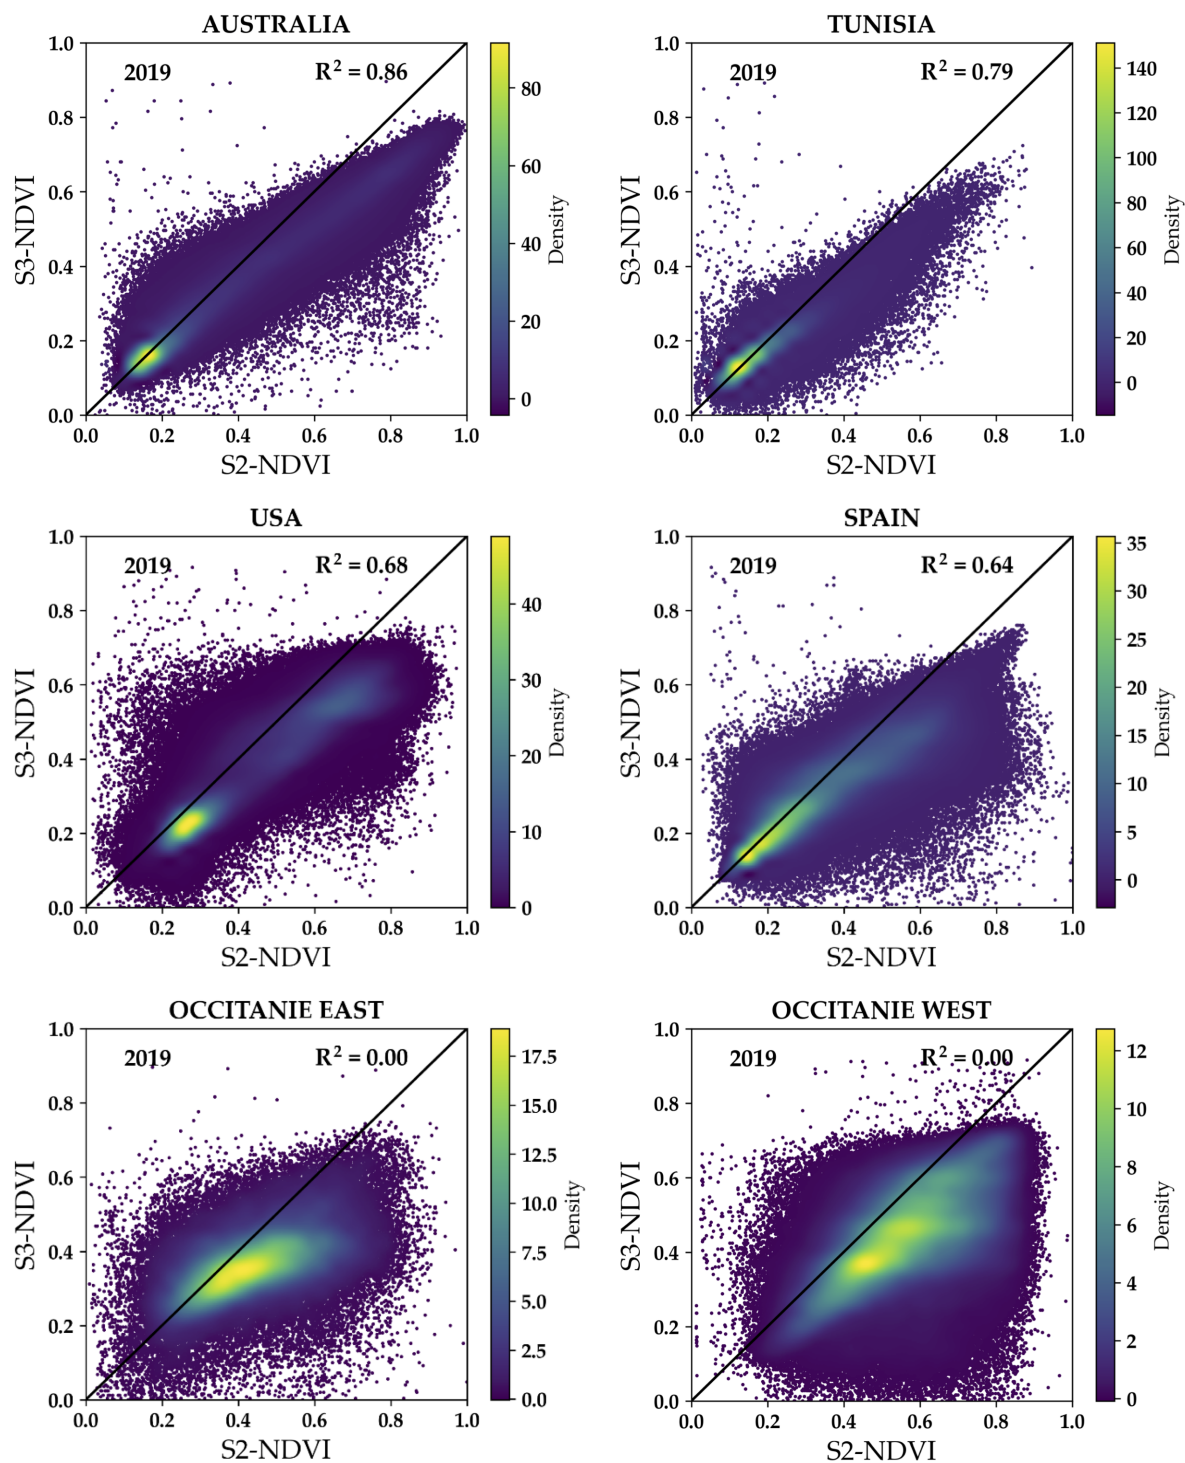 AUSTRALIA
2019
R² = 0.86
1.0
0.8
0.6
0.4
0.2
0.0
S3-NDVI
0.0 0.2 0.4 0.6 0.8 1.0
S2-NDVI
80
60
40
20
0
Density
TUNISIA
2019
R² = 0.79
1.0
0.8
0.6
0.4
0.2
0.0
S3-NDVI
0.0 0.2 0.4 0.6 0.8 1.0
S2-NDVI
140
120
100
80
60
40
20
0
Density
USA
2019
R² = 0.68
1.0
0.8
0.6
0.4
0.2
0.0
S3-NDVI
0.0 0.2 0.4 0.6 0.8 1.0
S2-NDVI
40
30
20
10
0
Density
SPAIN
2019
R² = 0.64
1.0
0.8
0.6
0.4
0.2
0.0
S3-NDVI
0.0 0.2 0.4 0.6 0.8 1.0
S2-NDVI
35
30
25
20
15
10
5
0
Density
OCCITANIE EAST
2019
R² = 0.00
1.0
0.8
0.6
0.4
0.2
0.0
S3-NDVI
0.0 0.2 0.4 0.6 0.8 1.0
S2-NDVI
17.5
15.0
12.5
10.0
7.5
5.0
2.5
0.0
Density
OCCITANIE WEST
2019
R² = 0.00
1.0
0.8
0.6
0.4
0.2
0.0
S3-NDVI
0.0 0.2 0.4 0.6 0.8 1.0
S2-NDVI
12
10
8
6
4
2
0
Density